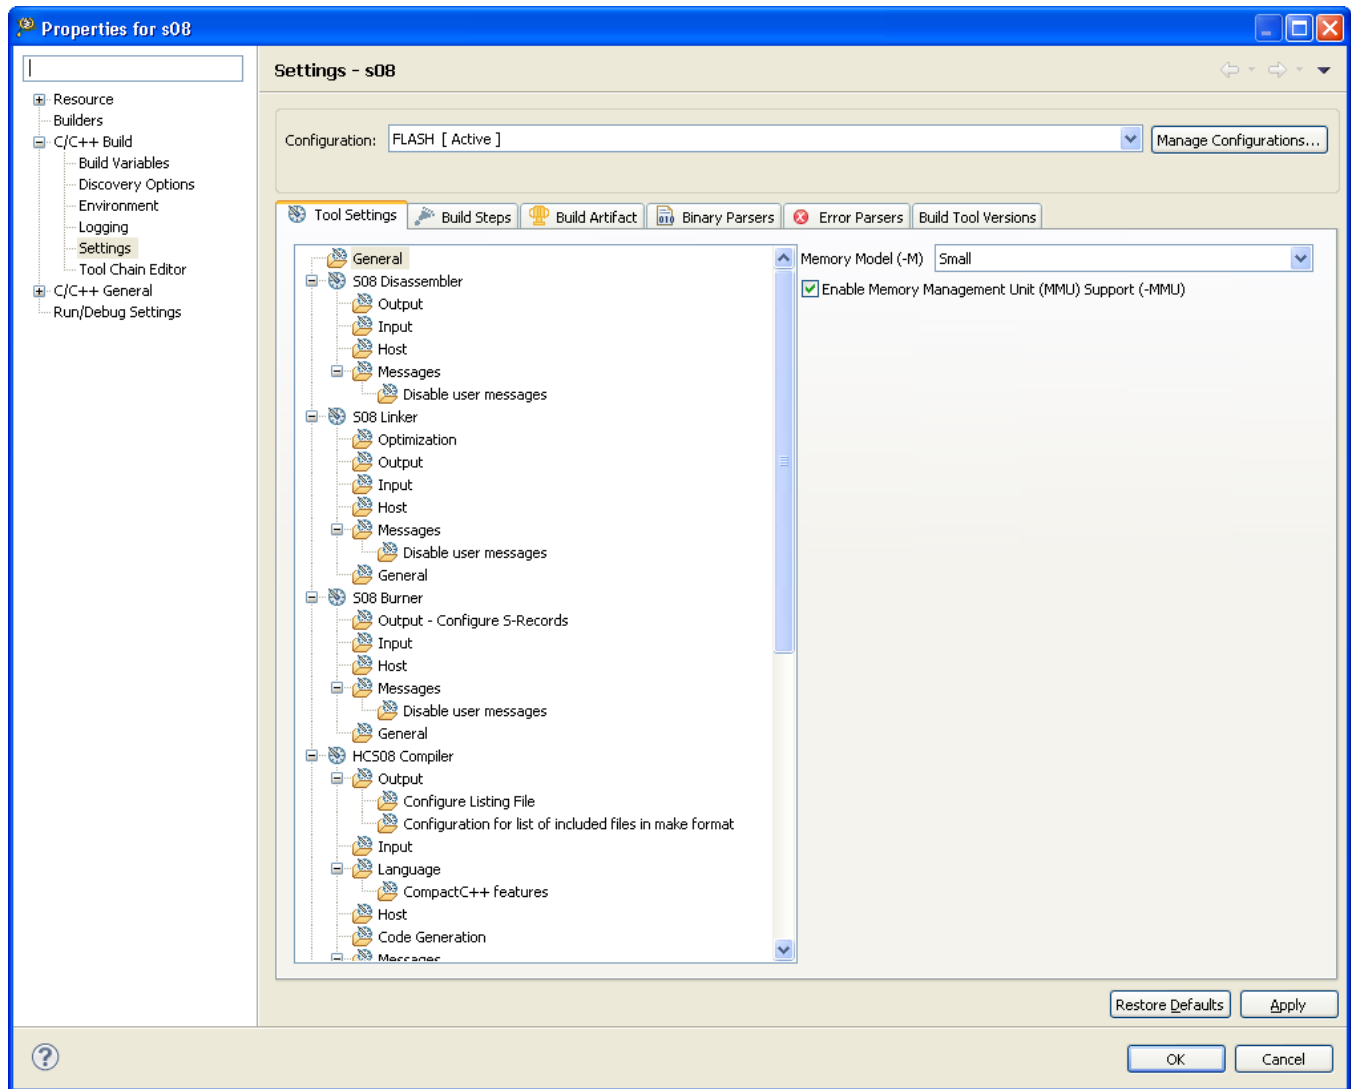 Properties for s08
Settings - s08
Resource
Builders
C/C++ Build
Build Variables
Discovery Options
Environment
Logging
Settings
Tool Chain Editor
C/C++ General
Run/Debug Settings
Configuration: FLASH [ Active ] Manage Configurations...
Tool Settings Build Steps Build Artifact Binary Parsers Error Parsers Build Tool Versions
General
S08 Disassembler
Output
Input
Host
Messages
Disable user messages
S08 Linker
Optimization
Output
Input
Host
Messages
Disable user messages
General
S08 Burner
Output - Configure S-Records
Input
Host
Messages
Disable user messages
General
HCS08 Compiler
Output
Configure Listing File
Configuration for list of included files in make format
Input
Language
CompactC++ features
Host
Code Generation
Messages
Memory Model (-M) Small
Enable Memory Management Unit (MMU) Support (-MMU)
Restore Defaults Apply
OK Cancel